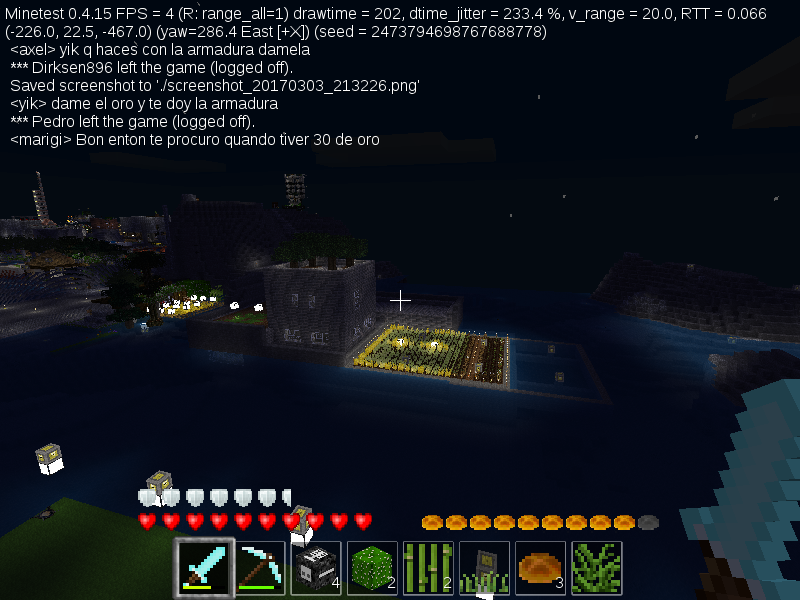 Minetest 0.4.15 FPS = 4 (R: range_all=1) drawtime = 202, dtime_jitter = 233.4 %, v_range = 20.0, RTT = 0.066
(-226.0, 22.5, -467.0) (yaw=286.4 East [+X]) (seed = 2473794698767688778)
<axel> yik q haces con la armadura damela
*** Dirksen896 left the game (logged off).
Saved screenshot to './screenshot_20170303_213226.png'
<yik> dame el oro y te doy la armadura
*** Pedro left the game (logged off).
<marigi> Bon enton te procuro quando tiver 30 de oro
4 2 2 3